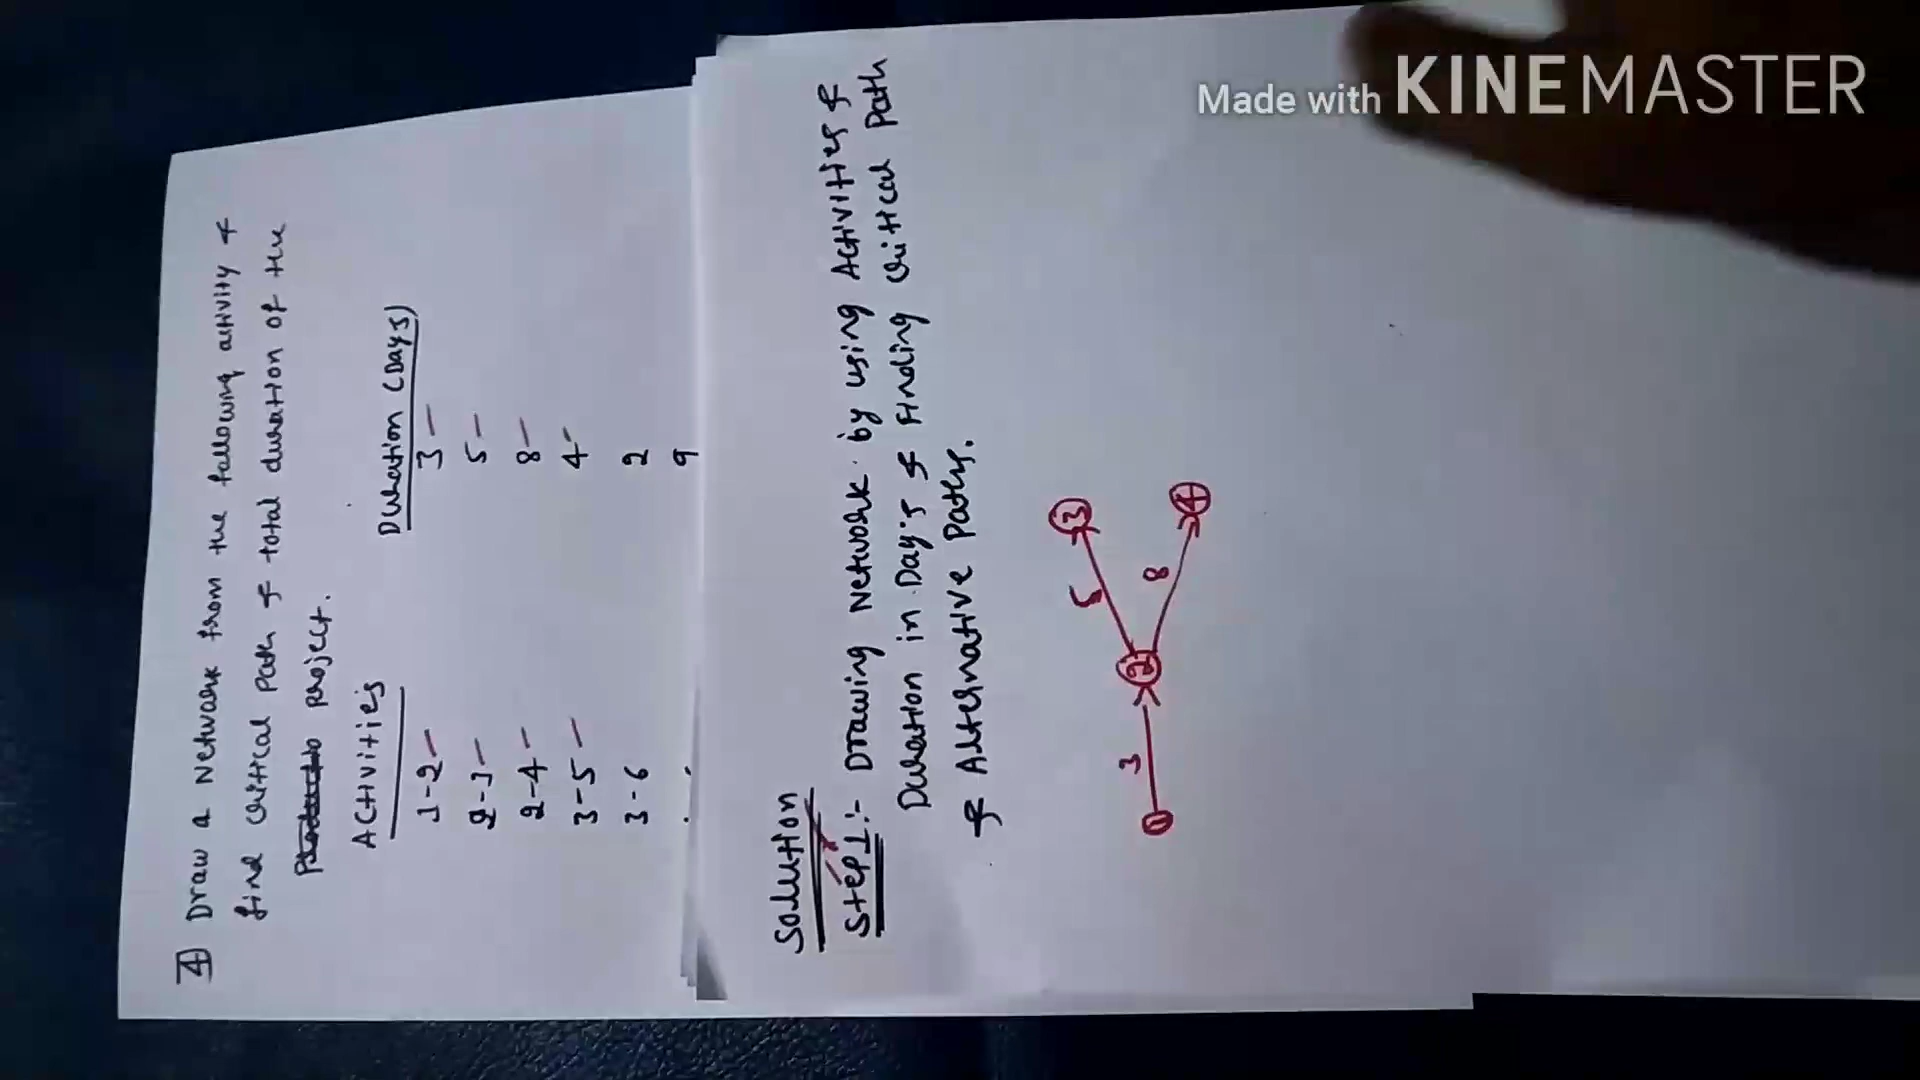 4 Draw a Network from the following activity &
find critical path & total duration of the
project.
Activities Duration (Days)
1-2 - 3 -
2-3 - 5 -
2-4 - 8 -
3-5 - 4 -
3-6 2
9
Solution
Step 1:- Drawing Network by using Activities &
Duration in Day's & Finding critical path
& Alternative Paths.
3
5
8
1
2
3
4
Made with KINEMASTER